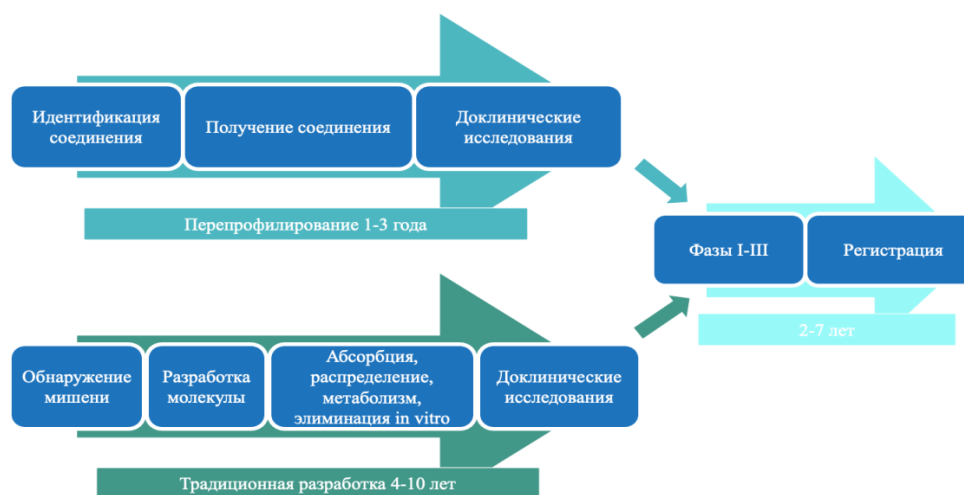 Идентификация
соединения
Получение соединения
Доклинические
исследования
Перепрофилирование 1-3 года
Фазы I-III
Регистрация
2-7 лет
Обнаружение
мишени
Разработка
молекулы
Абсорбция,
распределение,
метаболизм,
элиминация in vitro
Доклинические
исследования
Традиционная разработка 4-10 лет